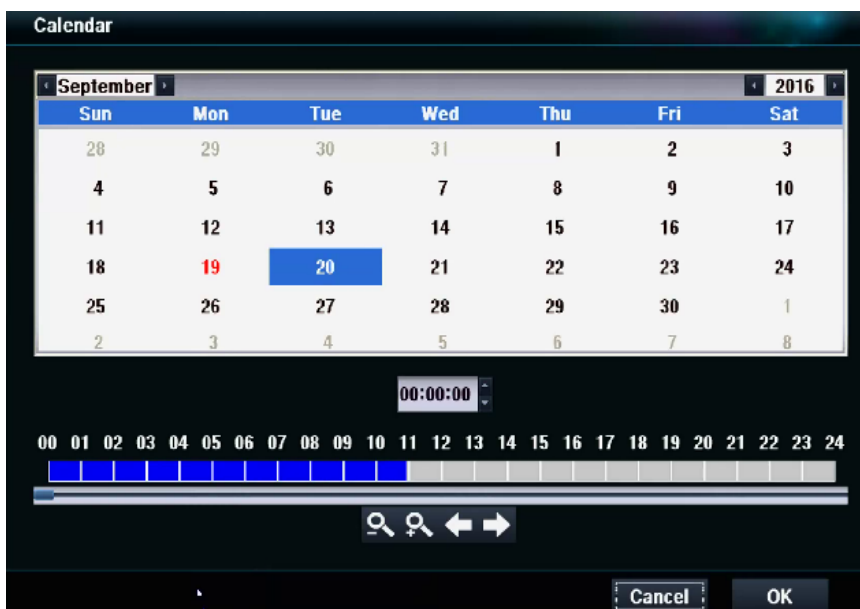 Calendar
September 2016
Sun Mon Tue Wed Thu Fri Sat
28 29 30 31 1 2 3
4 5 6 7 8 9 10
11 12 13 14 15 16 17
18 19 20 21 22 23 24
25 26 27 28 29 30 1
2 3 4 5 6 7 8
00:00:00
00 01 02 03 04 05 06 07 08 09 10 11 12 13 14 15 16 17 18 19 20 21 22 23 24
Cancel OK